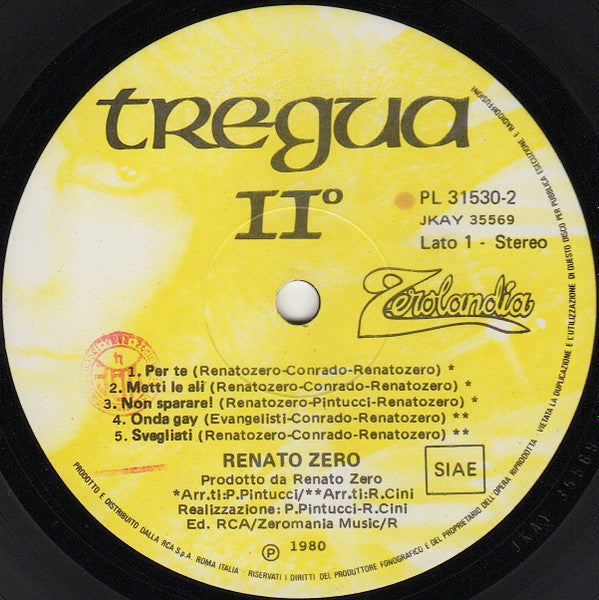 tregua
IIº
PL 31530-2
JKAY 35569
Lato 1 - Stereo
Zerolandia
1. Per te (Renatozero-Conrado-Renatozero) *
2. Metti le ali (Renatozero-Conrado-Renatozero) *
3. Non sparare! (Renatozero-Pintucci-Renatozero) *
4. Onda gay (Evangelisti-Conrado-Renatozero) **
5. Svegliati (Renatozero-Conrado-Renatozero) **
RENATO ZERO
Prodotto da Renato Zero
*Arr.ti:P.Pintucci/**Arr.ti:R.Cini
Realizzazione: P.Pintucci-R.Cini
Ed. RCA/Zeromania Music/R
SIAE
Ⓟ 1980
PRODOTTO E DISTRIBUITO DALLA RCA S.p.A. ROMA ITALIA - RISERVATI I DIRITTI DEL PRODUTTORE FONOGRAFICO E DEL PROPRIETARIO DELL'OPERA RIPRODOTTA - VIETATA LA DUPLICAZIONE E L'UTILIZZAZIONE DI QUESTO DISCO PER PUBBLICA ESECUZIONE E RADIODIFFUSIONE
JKAY 35569